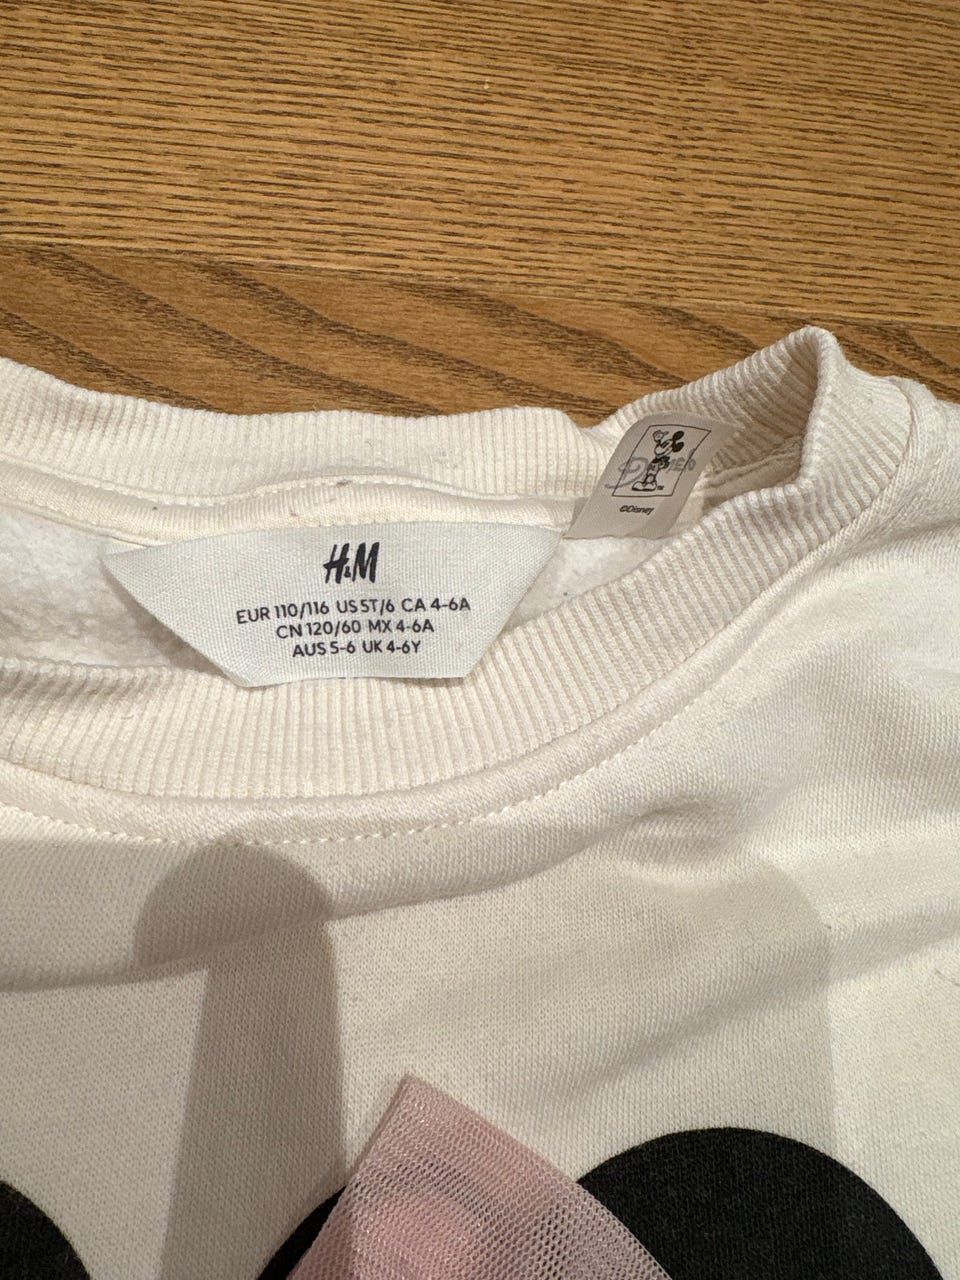 H&M
EUR 110/116 US 5T/6 CA 4-6A
CN 120/60 MX 4-6A
AUS 5-6 UK 4-6Y
Disney
©Disney